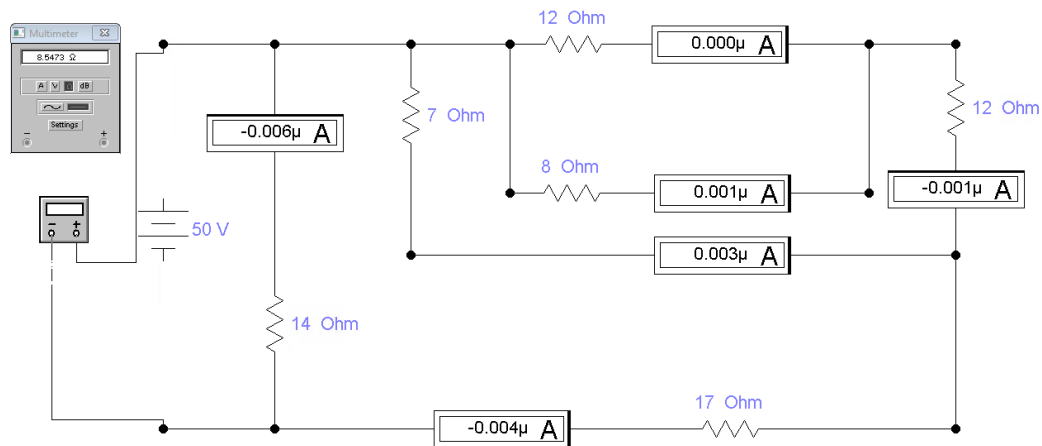 12 Ohm
Multimeter
8.5473 Ω
0.000µ A
A V Ω dB
7 Ohm
12 Ohm
Settings
-0.006µ A
8 Ohm
0.001µ A
-0.001µ A
50 V
0.003µ A
14 Ohm
17 Ohm
-0.004µ A